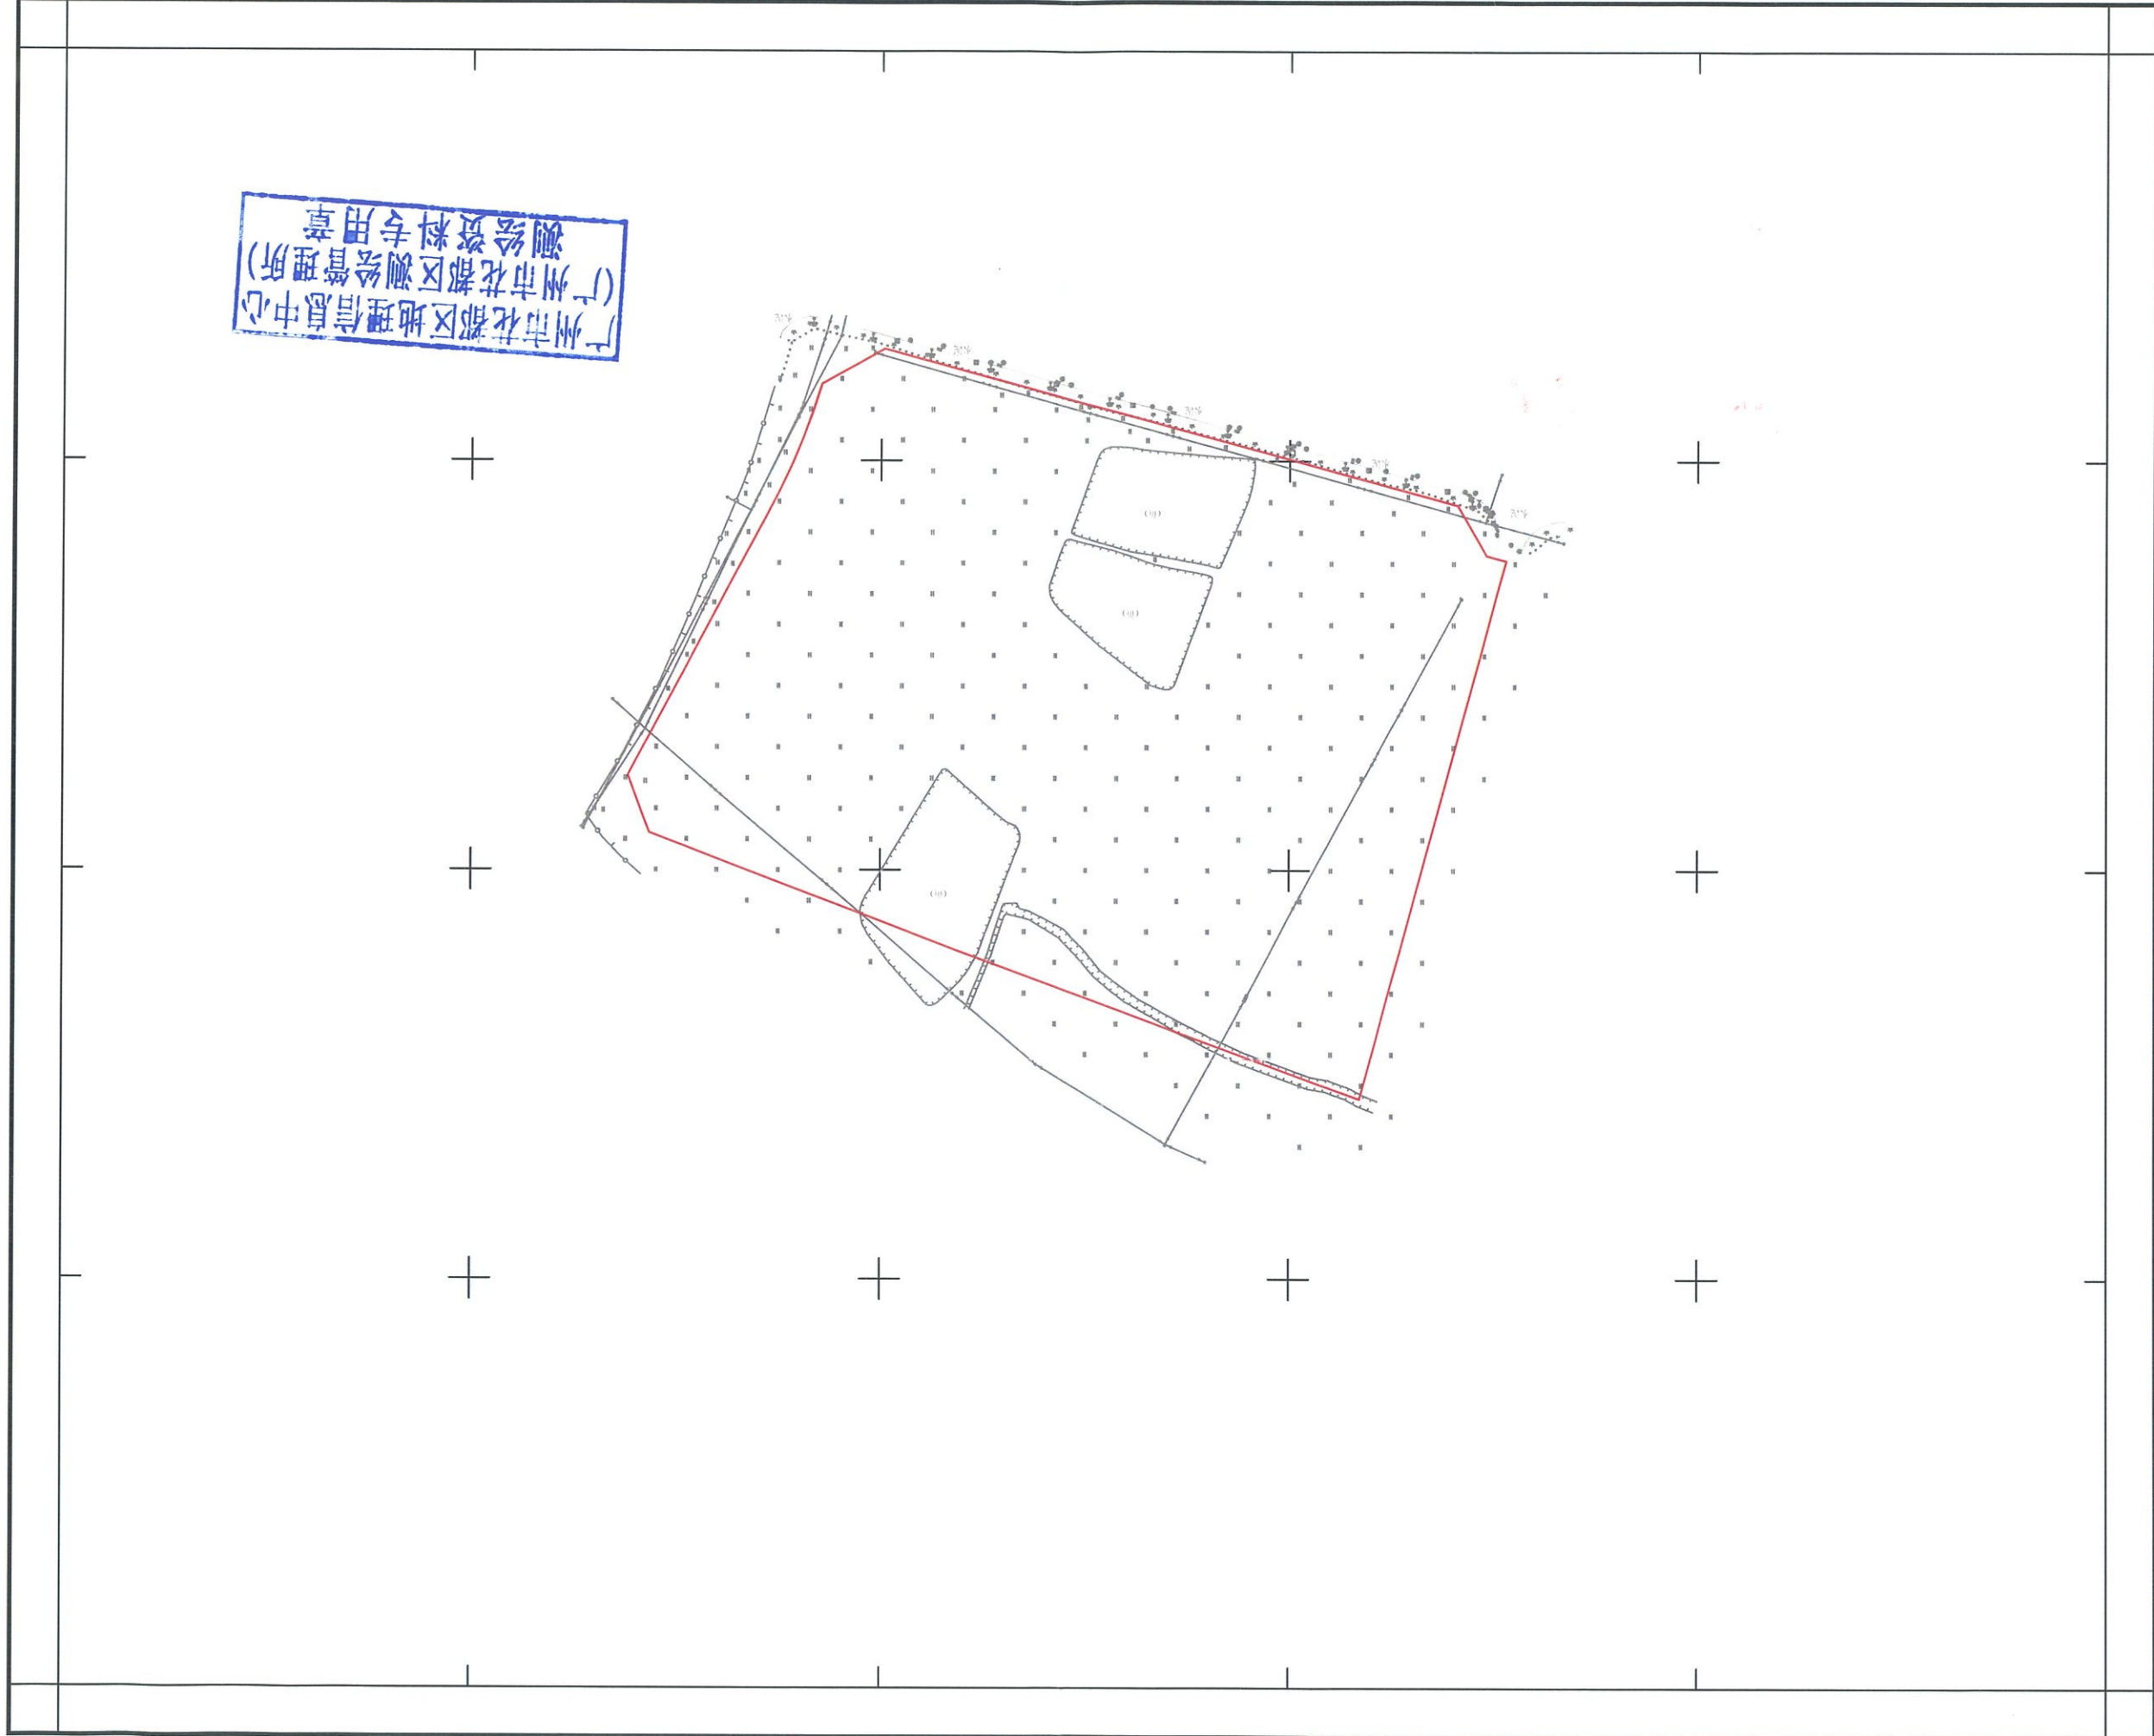 广州市花都区地理信息中心
(广州市花都区测绘管理所)
测绘资料专用章